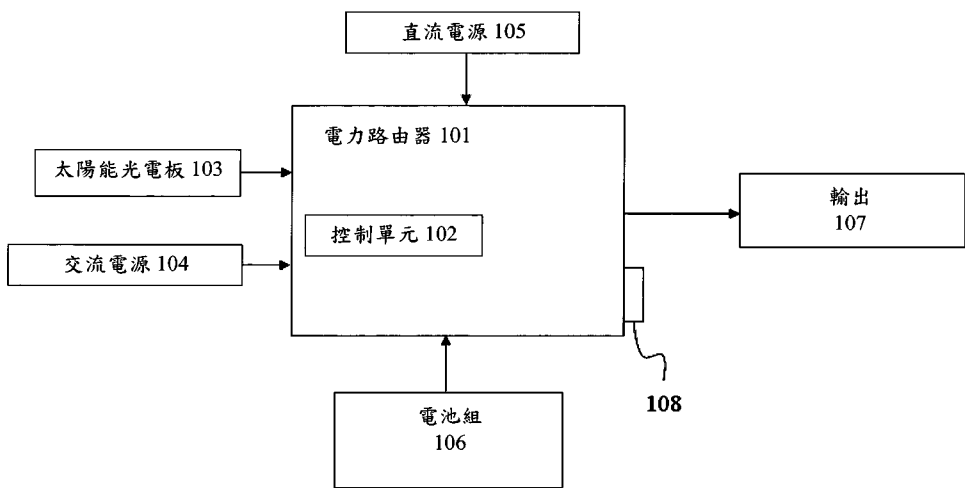 直流電源 105
電力路由器 101
太陽能光電板 103
控制單元 102
輸出
107
交流電源 104
108
電池組
106